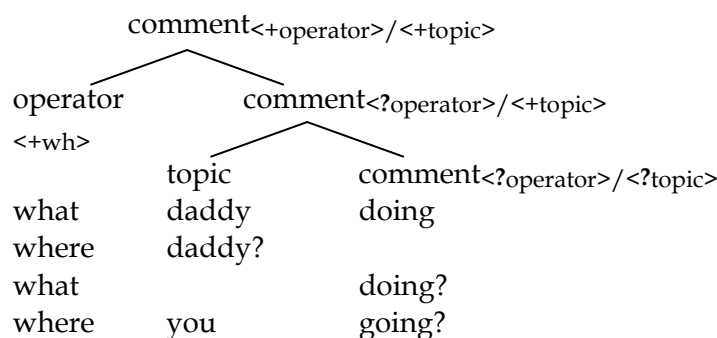 comment<+operator>/<+topic>
operator comment<?operator>/<+topic>
<+wh>
topic comment<?operator>/<?topic>
what daddy doing
where daddy?
what doing?
where you going?